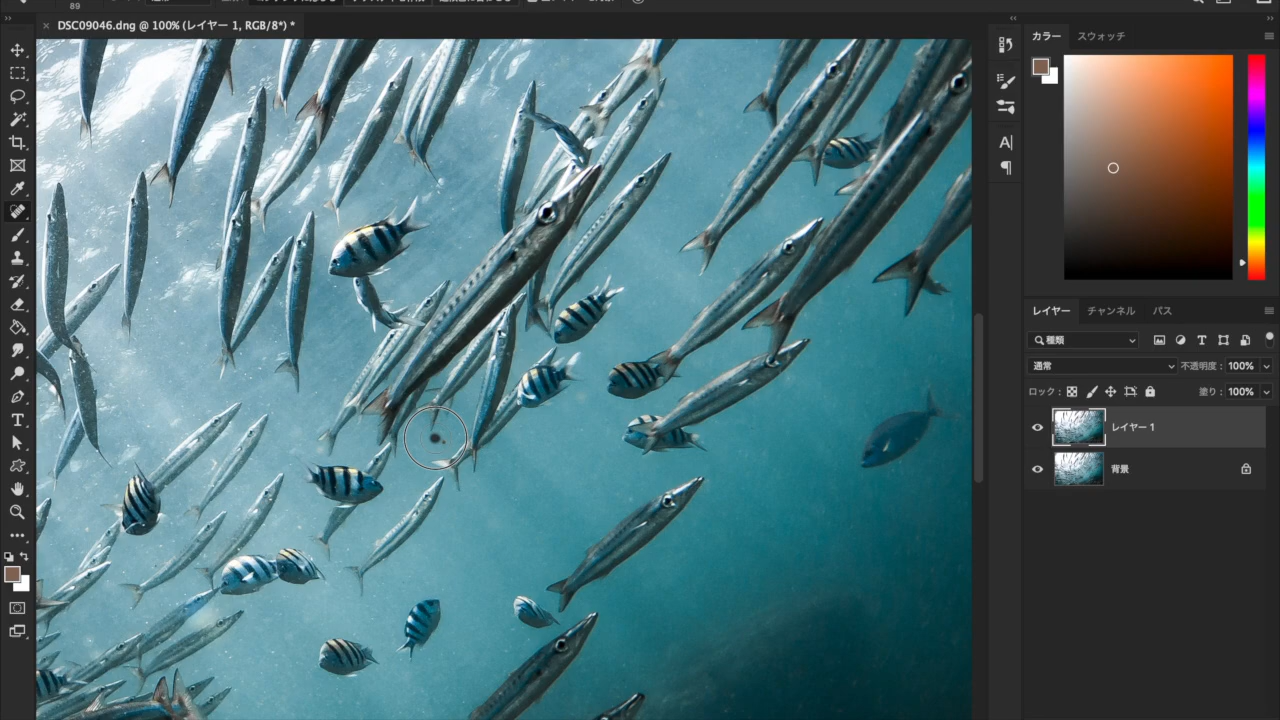 89
DSC09046.dng @ 100% (レイヤー 1, RGB/8*) *
カラー
スウォッチ
レイヤー
チャンネル
パス
種類
通常
不透明度：
100%
ロック：
塗り：
100%
レイヤー 1
背景